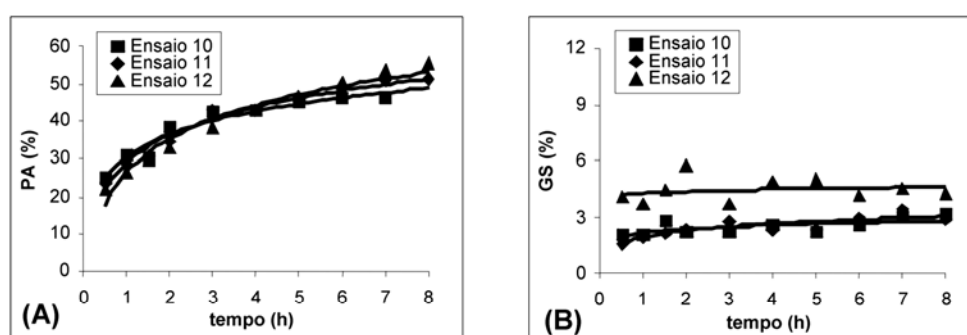 Ensaio 10
Ensaio 11
Ensaio 12
PA (%)
60
50
40
30
20
10
0
0 1 2 3 4 5 6 7 8
tempo (h)
(A)
Ensaio 10
Ensaio 11
Ensaio 12
GS (%)
12
9
6
3
0
0 1 2 3 4 5 6 7 8
tempo (h)
(B)